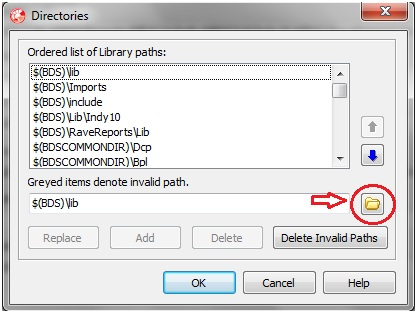 Directories
Ordered list of Library paths:
$(BDS)\lib
$(BDS)\Imports
$(BDS)\include
$(BDS)\Lib\Indy10
$(BDS)\RaveReports\Lib
$(BDSCOMMONDIR)\Dcp
$(BDSCOMMONDIR)\Bpl
Greyed items denote invalid path.
$(BDS)\lib
Replace Add Delete Delete Invalid Paths
OK Cancel Help